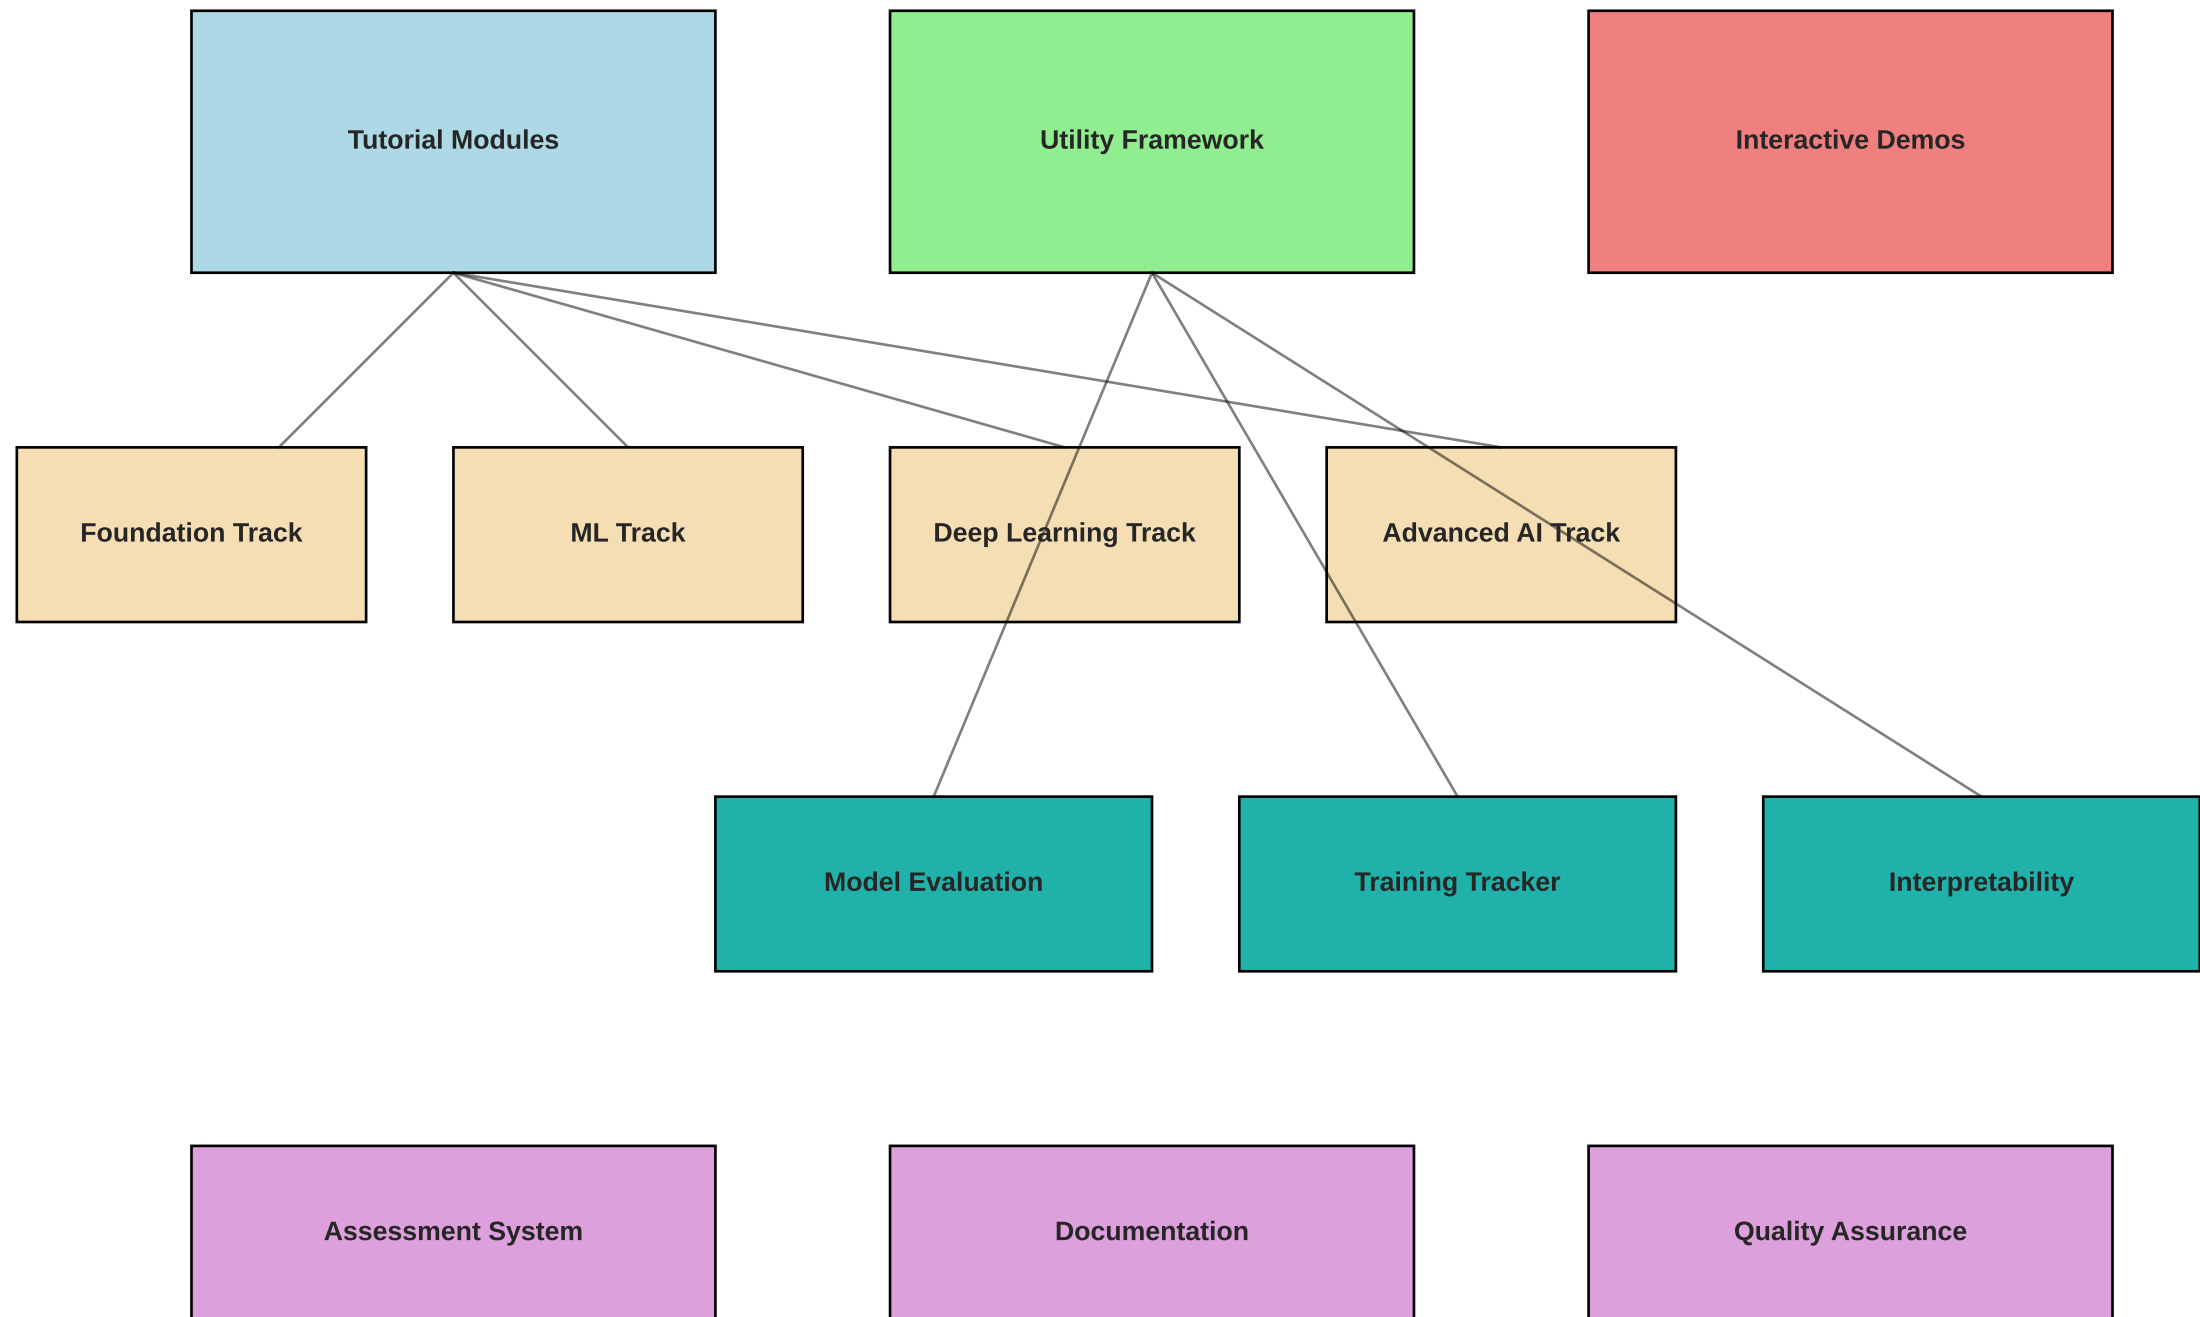 Tutorial Modules
Utility Framework
Interactive Demos
Foundation Track
ML Track
Deep Learning Track
Advanced AI Track
Model Evaluation
Training Tracker
Interpretability
Assessment System
Documentation
Quality Assurance